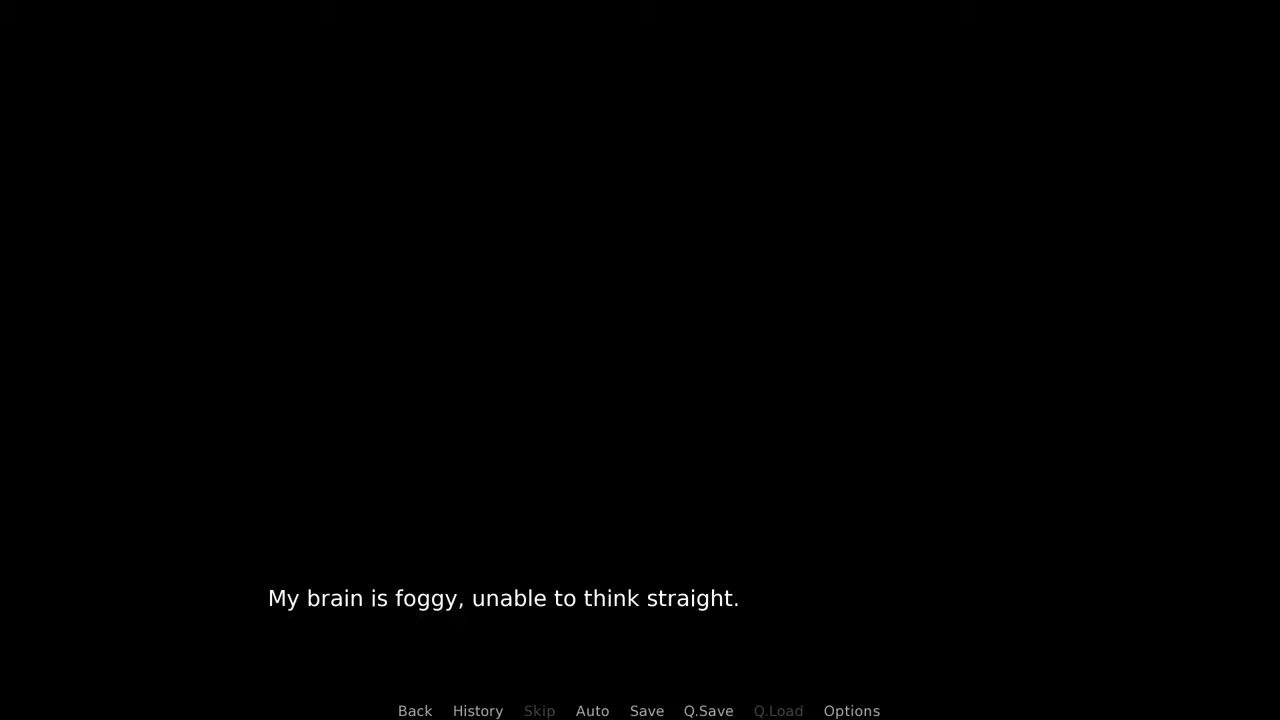 My brain is foggy, unable to think straight.
Back History Skip Auto Save Q.Save Q.Load Options